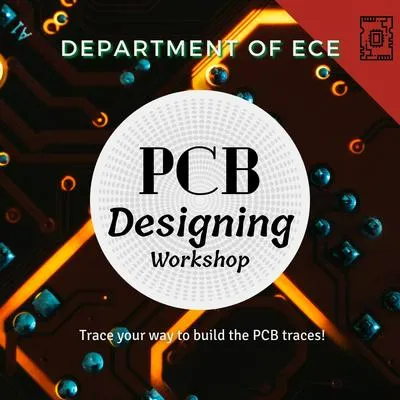 DEPARTMENT OF ECE
PCB
Designing
Workshop
Trace your way to build the PCB traces!